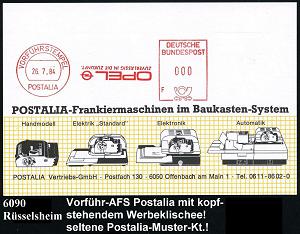 VORFÜHRSTEMPEL
26. 7. 84
POSTALIA
OPEL
ZUVERLÄSSIG IN DIE ZUKUNFT.
DEUTSCHE
BUNDESPOST
000
F
POSTALIA-Frankiermaschinen im Baukasten-System
Handmodell Elektrik „Standard" Elektronik Automatik
POSTALIA Vertriebs-GmbH - Postfach 130 - 6050 Offenbach am Main 1 - Tel. 0611-8602-0
6090
Rüsselsheim
Vorführ-AFS Postalia mit kopf-
stehendem Werbeklischee!
seltene Postalia-Muster-Kt.!